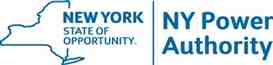 NEW YORK
STATE OF
OPPORTUNITY.
NY Power
Authority